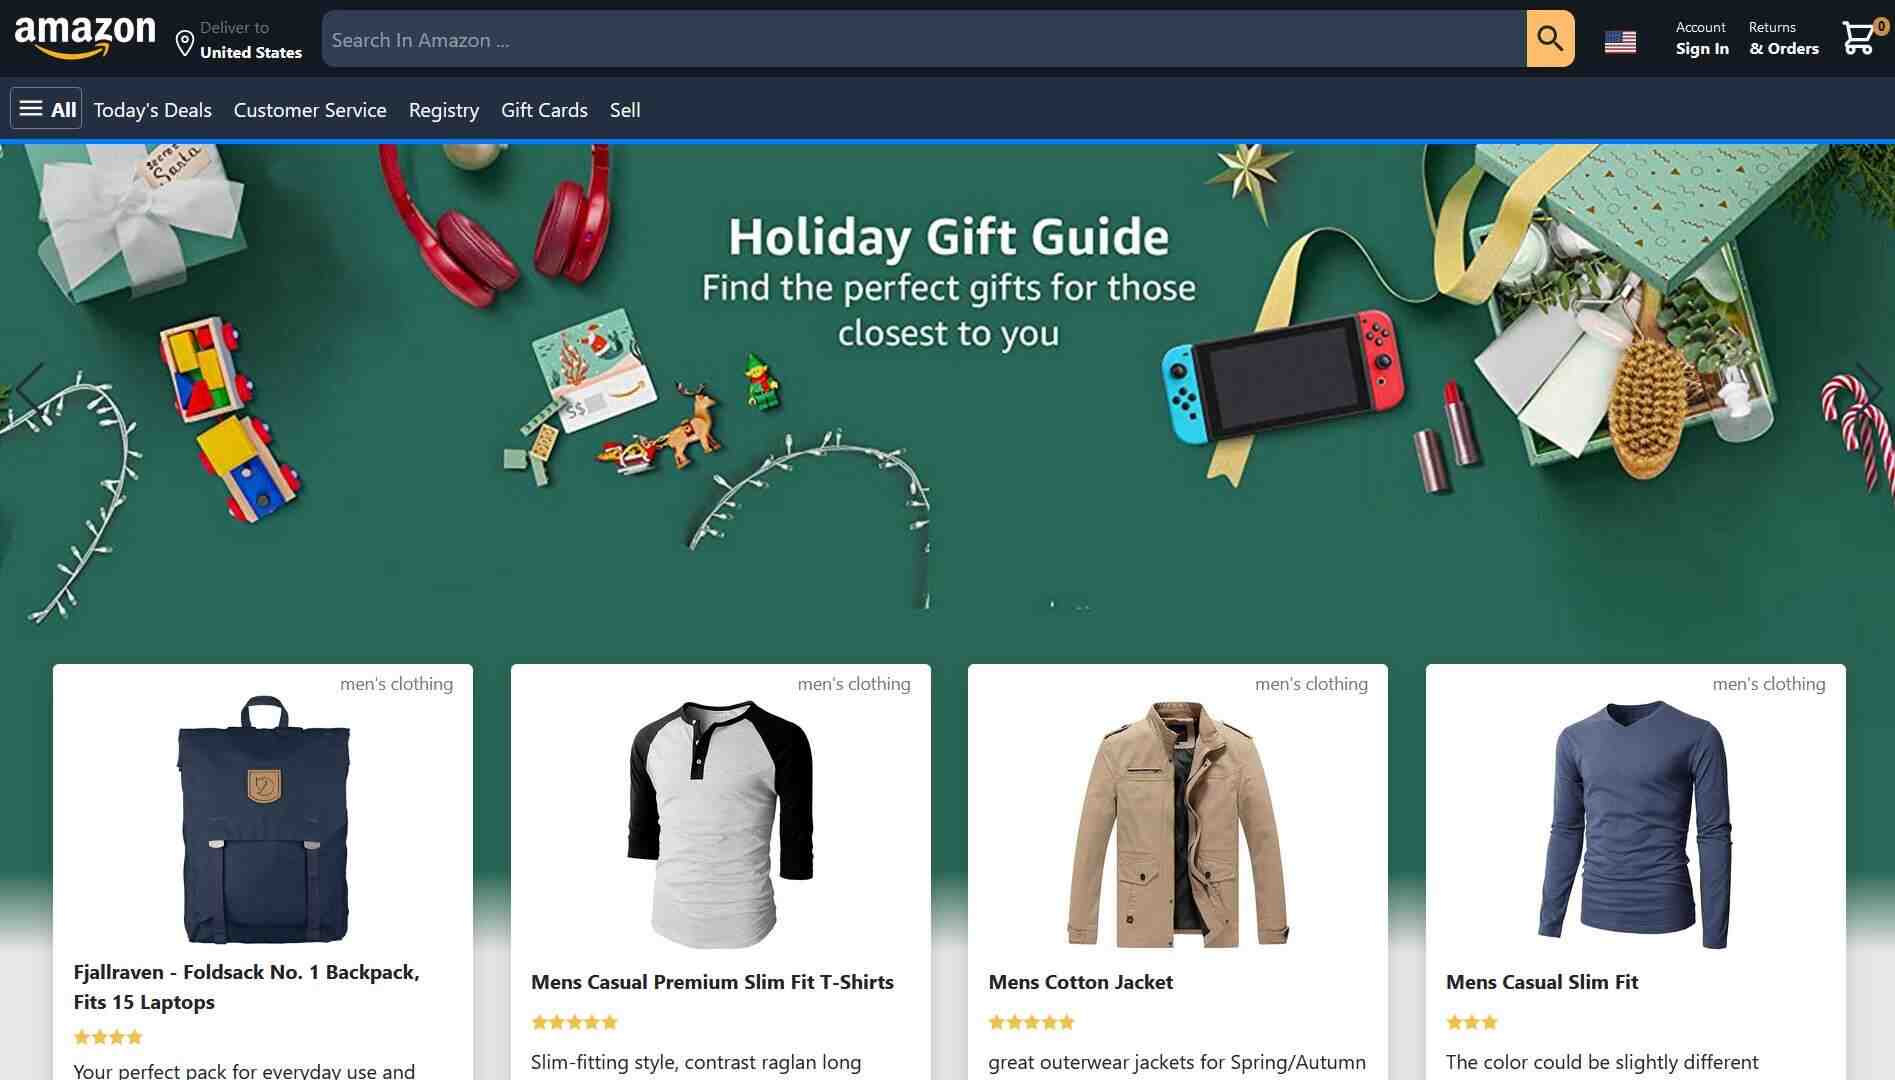 amazon
Deliver to
United States
Search In Amazon ...
Account
Sign In
Returns
& Orders
0
All
Today's Deals
Customer Service
Registry
Gift Cards
Sell
secret
Santa
Holiday Gift Guide
Find the perfect gifts for those
closest to you
$$
men's clothing
Fjallraven - Foldsack No. 1 Backpack,
Fits 15 Laptops
Your perfect pack for everyday use and
men's clothing
Mens Casual Premium Slim Fit T-Shirts
Slim-fitting style, contrast raglan long
men's clothing
Mens Cotton Jacket
great outerwear jackets for Spring/Autumn
men's clothing
Mens Casual Slim Fit
The color could be slightly different